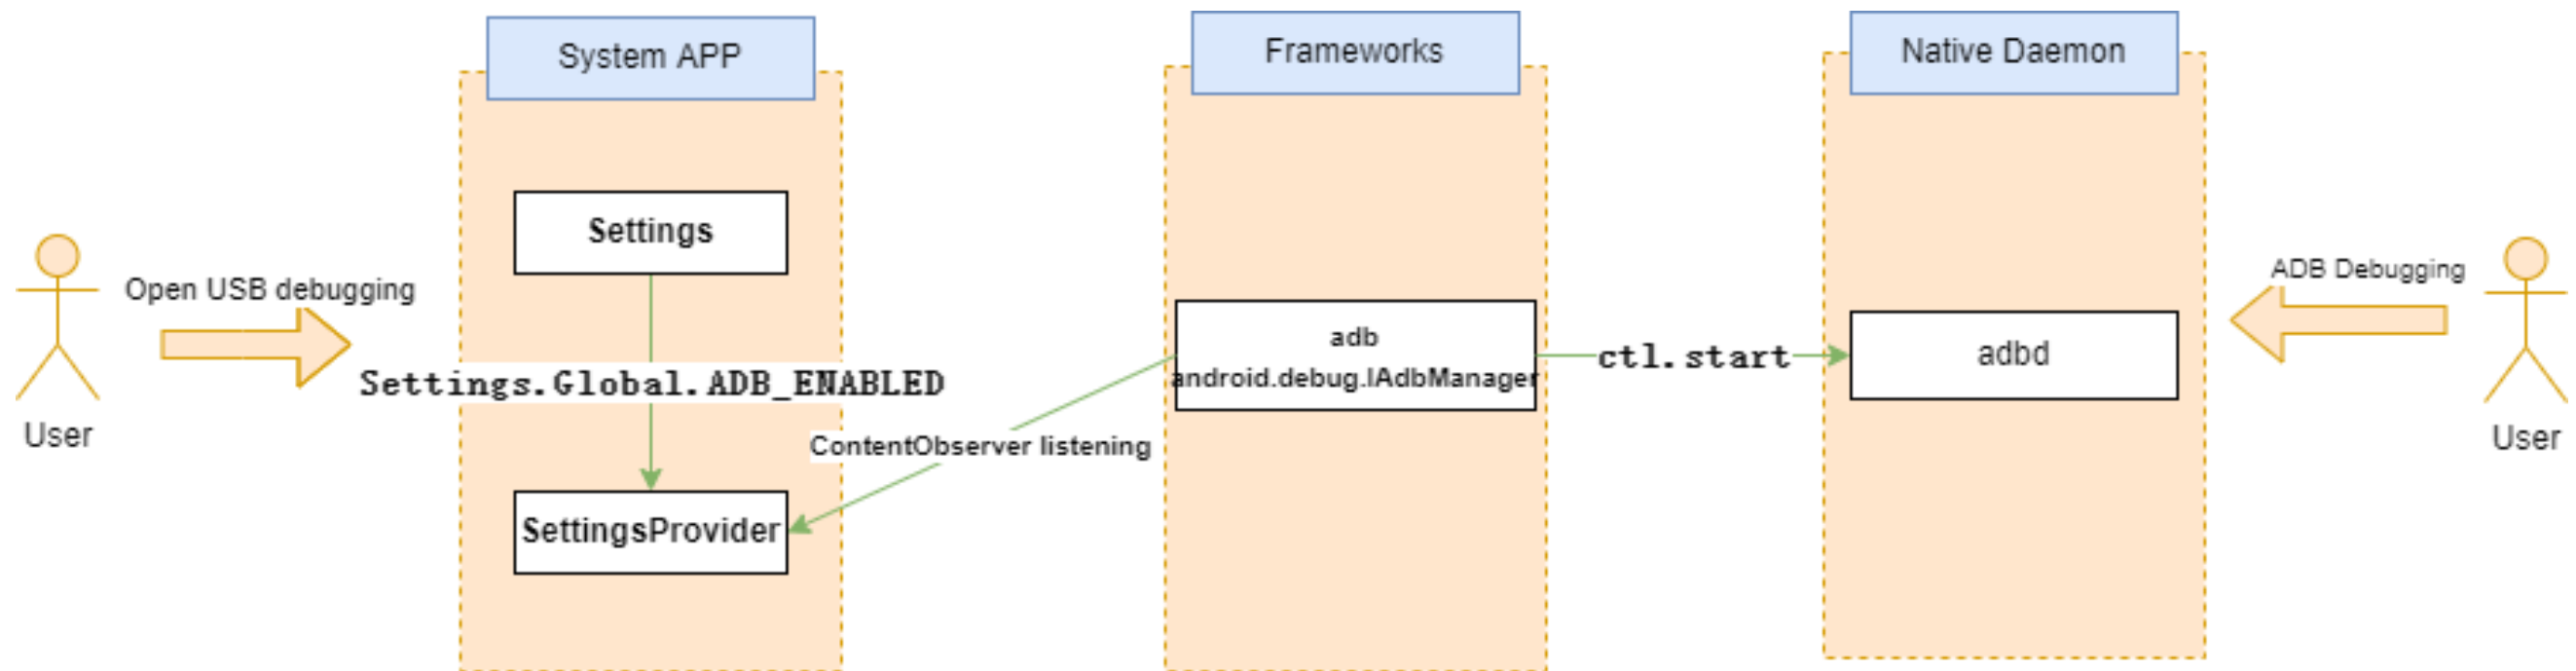 System APP
Frameworks
Native Daemon
Settings
Open USB debugging
ADB Debugging
adb
android.debug.IAdbManager
ctl.start
adbd
Settings.Global.ADB_ENABLED
User
User
ContentObserver listening
SettingsProvider